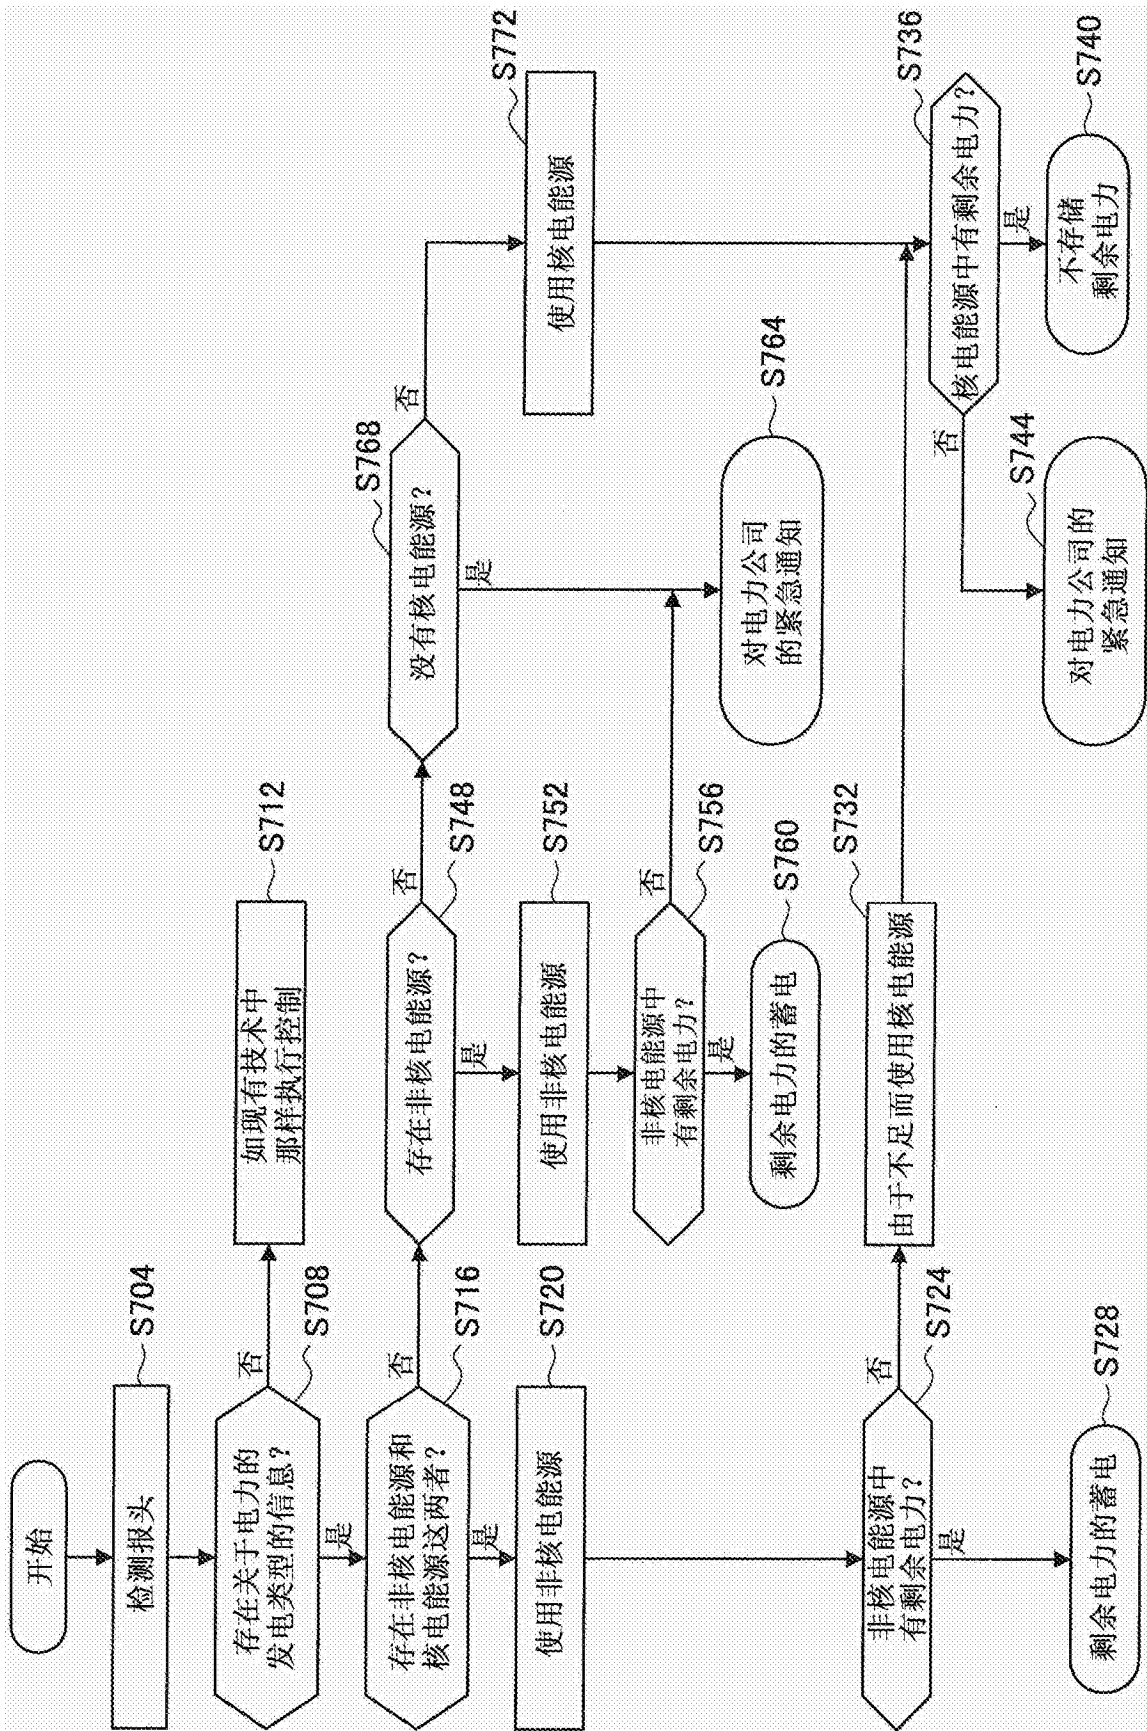 开始
检测报头
S704
存在关于电力的
发电类型的信息?
S708
否
是
如现有技术中
那样执行控制
S712
存在非核电能源和
核电能源这两者?
S716
否
是
使用非核电能源
S720
非核电能源中
有剩余电力?
S724
否
是
剩余电力的蓄电
S728
存在非核电能源?
S748
否
是
使用非核电能源
S752
非核电能源中
有剩余电力?
S756
否
是
剩余电力的蓄电
S760
由于不足而使用核电能源
S732
没有核电能源?
S768
否
是
对电力公司
的紧急通知
S764
使用核电能源
S772
核电能源中有剩余电力?
S736
否
是
对电力公司的
紧急通知
S744
不存储
剩余电力
S740